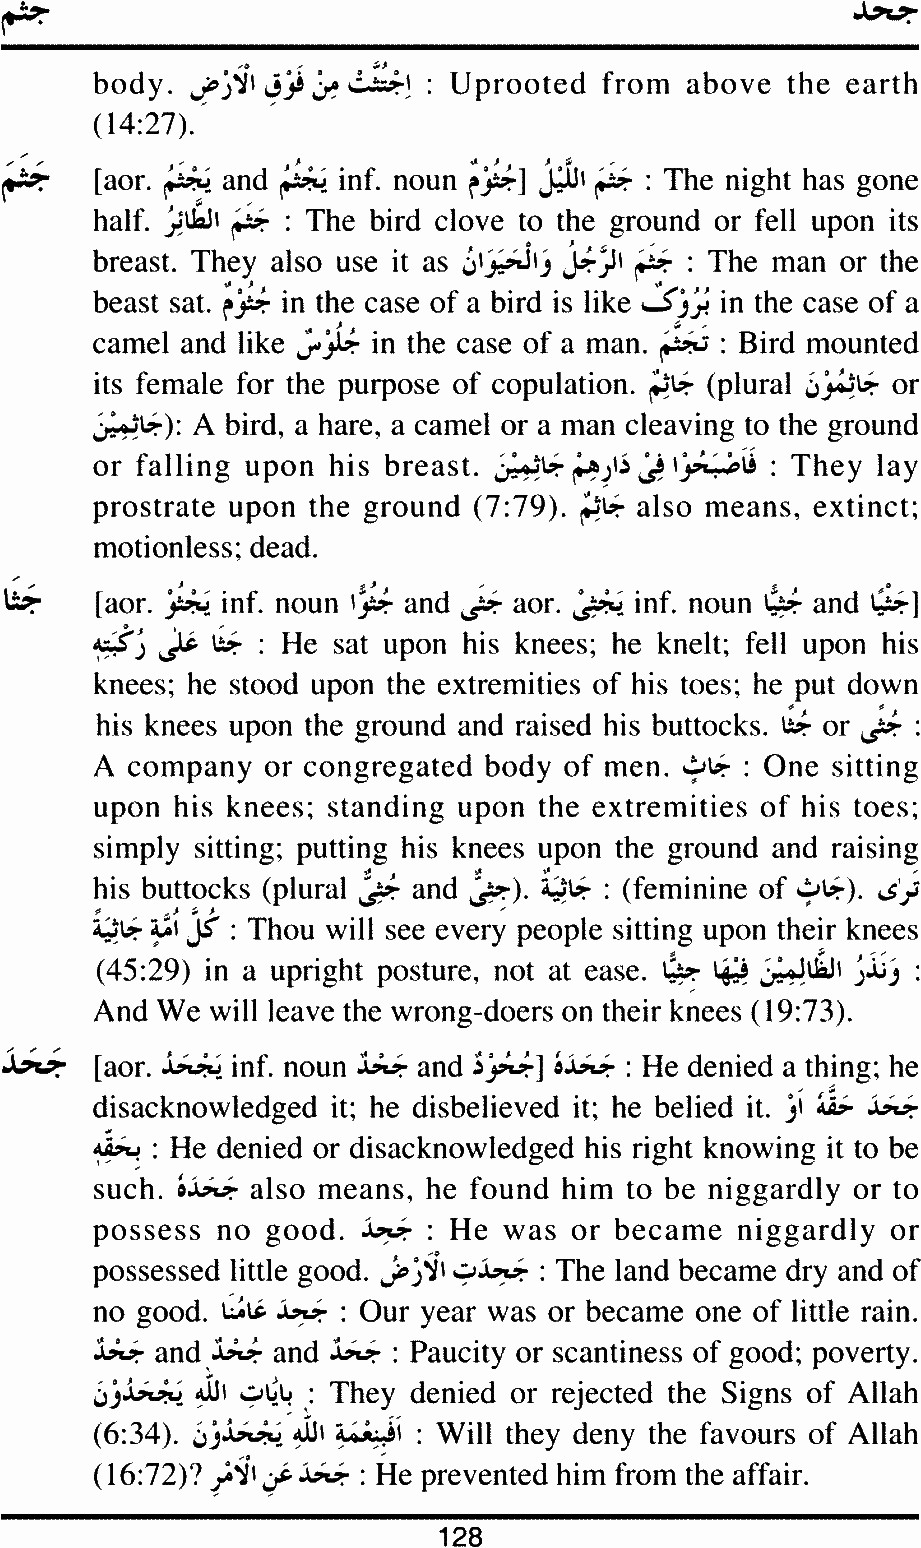 جثم جحد
body. اِجْتُثَّتْ مِنْ فَوْقِ الْاَرْضِ : Uprooted from above the earth
(14:27).
جَثَمَ [aor. يَجْثِمُ and يَجْثُمُ inf. noun جُثُوْمٌ] جَثَمَ اللَّيْلُ : The night has gone
half. جَثَمَ الطَّائِرُ : The bird clove to the ground or fell upon its
breast. They also use it as جَثَمَ الرَّجُلُ وَالْحَيَوَانُ : The man or the
beast sat. جُثُوْمٌ in the case of a bird is like بُرُوْكٌ in the case of a
camel and like جُلُوْسٌ in the case of a man. تَجَثَّمَ : Bird mounted
its female for the purpose of copulation. جَاثِمٌ (plural جَاثِمُوْنَ or
جَاثِمِيْنَ): A bird, a hare, a camel or a man cleaving to the ground
or falling upon his breast. فَاَصْبَحُوْا فِيْ دَارِهِمْ جَاثِمِيْنَ : They lay
prostrate upon the ground (7:79). جَاثِمٌ also means, extinct;
motionless; dead.
جَثَا [aor. يَجْثُوْ inf. noun جُثُوًّا and جَثٰى aor. يَجْثِيْ inf. noun جُثِيًّا and جِثِيًّا]
جَثَا عَلٰى رُكْبَتِهِ : He sat upon his knees; he knelt; fell upon his
knees; he stood upon the extremities of his toes; he put down
his knees upon the ground and raised his buttocks. جُثًا or جُثًى :
A company or congregated body of men. جَاثٍ : One sitting
upon his knees; standing upon the extremities of his toes;
simply sitting; putting his knees upon the ground and raising
his buttocks (plural جُثِيٌّ and جِثِيٌّ). جَاثِيَةٌ : (feminine of جَاثٍ). تَرٰى
كُلَّ اُمَّةٍ جَاثِيَةً : Thou will see every people sitting upon their knees
(45:29) in a upright posture, not at ease. وَنَذَرُ الظَّالِمِيْنَ فِيْهَا جِثِيًّا :
And We will leave the wrong-doers on their knees (19:73).
جَحَدَ [aor. يَجْحَدُ inf. noun جَحْدٌ and جُحُوْدٌ] جَحَدَهُ : He denied a thing; he
disacknowledged it; he disbelieved it; he belied it. جَحَدَ حَقَّهُ اَوْ
بِحَقِّهِ : He denied or disacknowledged his right knowing it to be
such. جَحَدَهُ also means, he found him to be niggardly or to
possess no good. جَحِدَ : He was or became niggardly or
possessed little good. جَحِدَتِ الْاَرْضُ : The land became dry and of
no good. جَحِدَ عَامُنَا : Our year was or became one of little rain.
جَحْدٌ and جُحْدٌ and جَحَدٌ : Paucity or scantiness of good; poverty.
بِاٰيَاتِ اللّٰهِ يَجْحَدُوْنَ : They denied or rejected the Signs of Allah
(6:34). اَفَبِنِعْمَةِ اللّٰهِ يَجْحَدُوْنَ : Will they deny the favours of Allah
(16:72)? جَحَدَ عَنِ الْاَمْرِ : He prevented him from the affair.
128